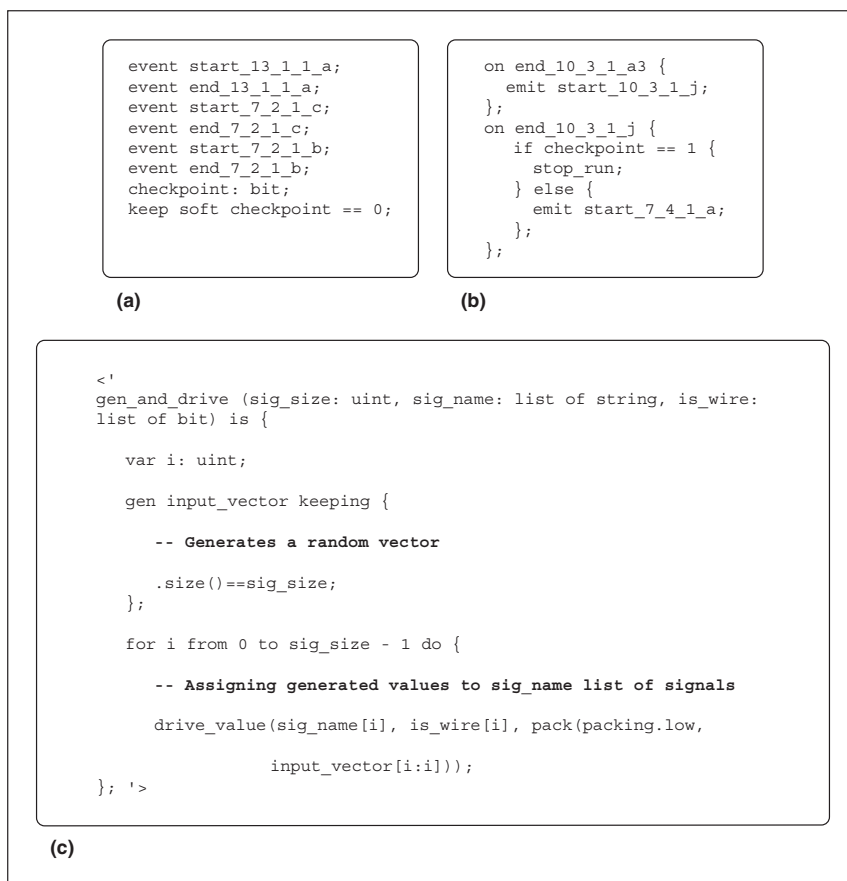 event start_13_1_1_a;
event end_13_1_1_a;
event start_7_2_1_c;
event end_7_2_1_c;
event start_7_2_1_b;
event end_7_2_1_b;
checkpoint: bit;
keep soft checkpoint == 0;
(a)
on end_10_3_1_a3 {
emit start_10_3_1_j;
};
on end_10_3_1_j {
if checkpoint == 1 {
stop_run;
} else {
emit start_7_4_1_a;
};
};
(b)
<'
gen_and_drive (sig_size: uint, sig_name: list of string, is_wire:
list of bit) is {
var i: uint;
gen input_vector keeping {
-- Generates a random vector
.size()==sig_size;
};
for i from 0 to sig_size - 1 do {
-- Assigning generated values to sig_name list of signals
drive_value(sig_name[i], is_wire[i], pack(packing.low,
input_vector[i:i]));
}; '>
(c)